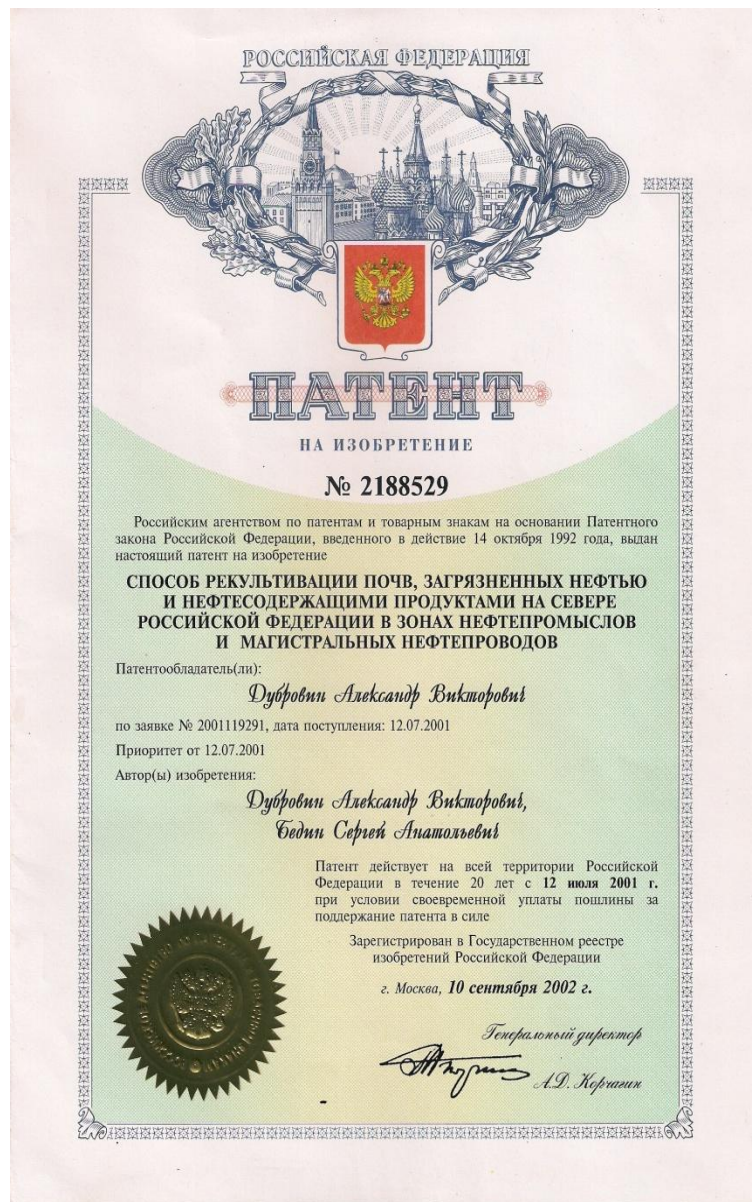 РОССИЙСКАЯ ФЕДЕРАЦИЯ
ПАТЕНТ
НА ИЗОБРЕТЕНИЕ
№ 2188529
Российским агентством по патентам и товарным знакам на основании Патентного
закона Российской Федерации, введенного в действие 14 октября 1992 года, выдан
настоящий патент на изобретение
СПОСОБ РЕКУЛЬТИВАЦИИ ПОЧВ, ЗАГРЯЗНЕННЫХ НЕФТЬЮ
И НЕФТЕСОДЕРЖАЩИМИ ПРОДУКТАМИ НА СЕВЕРЕ
РОССИЙСКОЙ ФЕДЕРАЦИИ В ЗОНАХ НЕФТЕПРОМЫСЛОВ
И МАГИСТРАЛЬНЫХ НЕФТЕПРОВОДОВ
Патентообладатель(ли):
Дубровин Александр Викторович
по заявке № 2001119291, дата поступления: 12.07.2001
Приоритет от 12.07.2001
Автор(ы) изобретения:
Дубровин Александр Викторович,
Бедин Сергей Анатольевич
Патент действует на всей территории Российской
Федерации в течение 20 лет с 12 июля 2001 г.
при условии своевременной уплаты пошлины за
поддержание патента в силе
Зарегистрирован в Государственном реестре
изобретений Российской Федерации
г. Москва, 10 сентября 2002 г.
Генеральный директор
А.Д. Корчагин